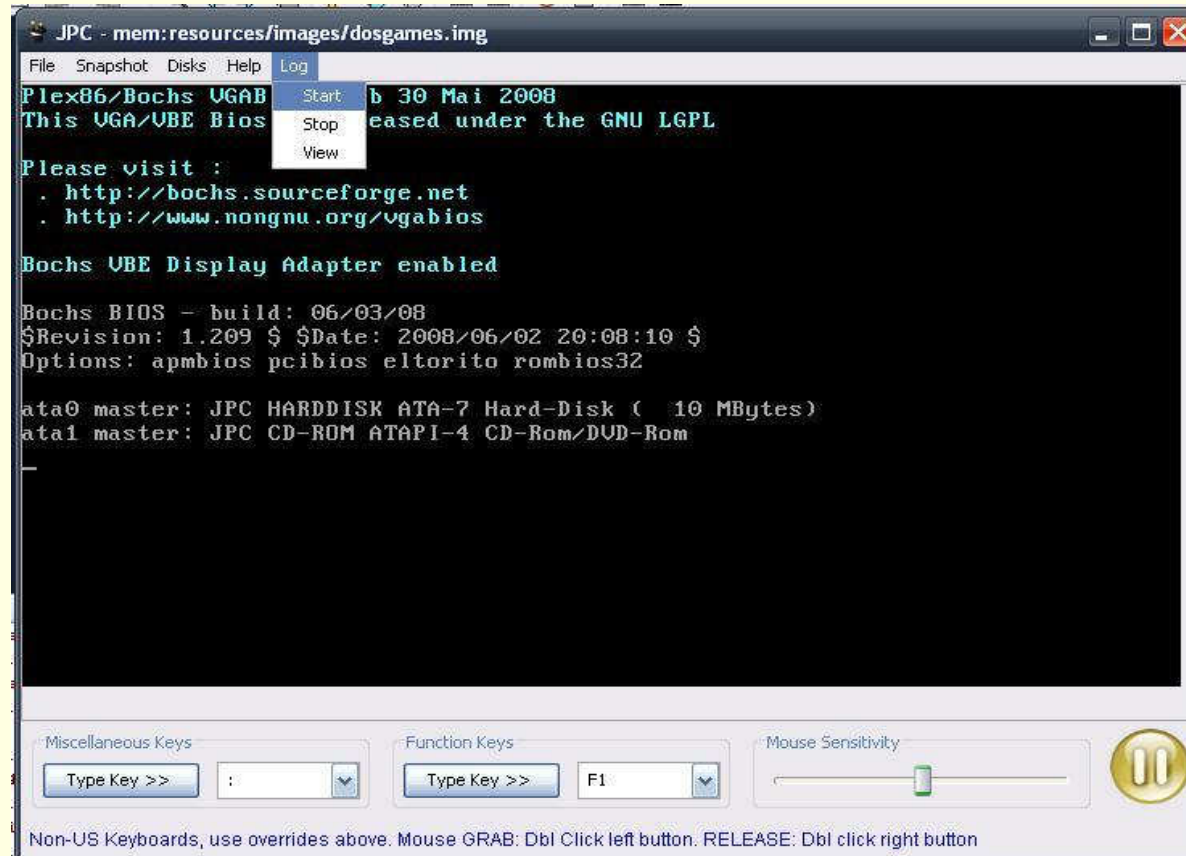 JPC - mem:resources/images/dosgames.img
File Snapshot Disks Help Log
Start
Stop
View
Plex86/Bochs VGAB b 30 Mai 2008
This VGA/VBE Bios eased under the GNU LGPL
Please visit :
. http://bochs.sourceforge.net
. http://www.nongnu.org/vgabios
Bochs VBE Display Adapter enabled
Bochs BIOS - build: 06/03/08
$Revision: 1.209 $ $Date: 2008/06/02 20:08:10 $
Options: apmbios pcibios eltorito rombios32
ata0 master: JPC HARDDISK ATA-7 Hard-Disk ( 10 MBytes)
ata1 master: JPC CD-ROM ATAPI-4 CD-Rom/DVD-Rom
Miscellaneous Keys Function Keys Mouse Sensitivity
Type Key >> : Type Key >> F1
Non-US Keyboards, use overrides above. Mouse GRAB: Dbl Click left button. RELEASE: Dbl click right button